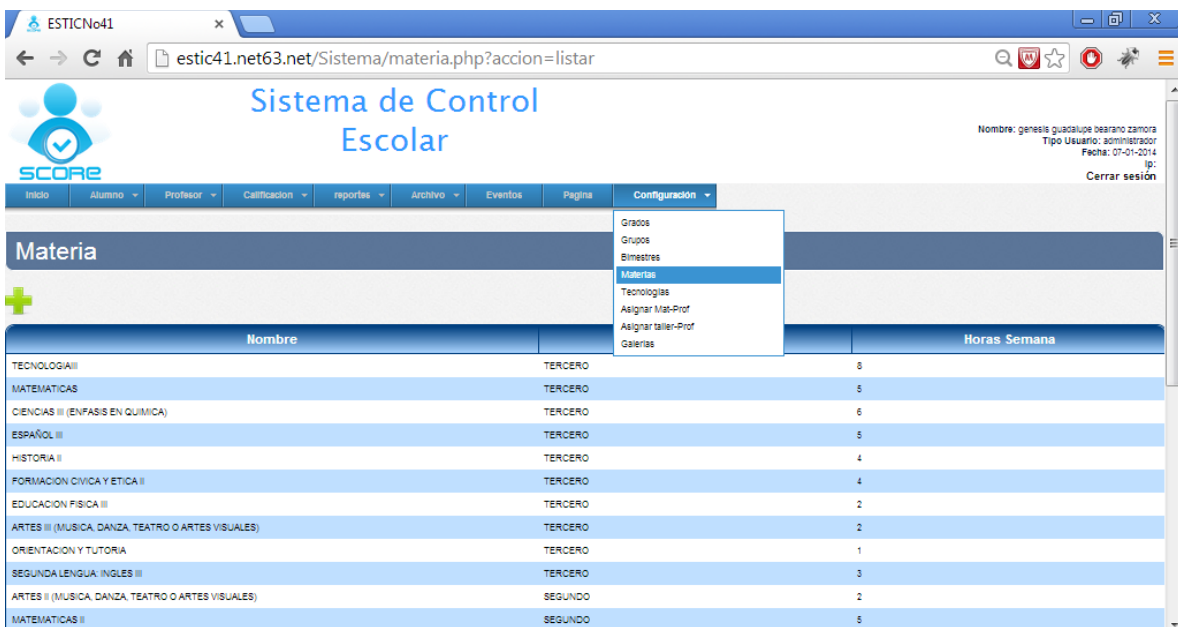 ESTICNo41
estic41.net63.net/Sistema/materia.php?accion=listar
Sistema de Control
Escolar
SCORE
Nombre: genesis guadalupe bearano zamora
Tipo Usuario: administrador
Fecha: 07-01-2014
Ip:
Cerrar sesión
Inicio Alumno Profesor Calificacion reportes Archivo Eventos Pagina Configuración
Grados
Grupos
Bimestres
Materias
Tecnologias
Asignar Mat-Prof
Asignar taller-Prof
Galerias
Materia
Nombre Horas Semana
TECNOLOGIAIII TERCERO 8
MATEMATICAS TERCERO 5
CIENCIAS III (ENFASIS EN QUIMICA) TERCERO 6
ESPAÑOL III TERCERO 5
HISTORIA II TERCERO 4
FORMACION CIVICA Y ETICA II TERCERO 4
EDUCACION FISICA III TERCERO 2
ARTES III (MUSICA, DANZA, TEATRO O ARTES VISUALES) TERCERO 2
ORIENTACION Y TUTORIA TERCERO 1
SEGUNDA LENGUA: INGLES III TERCERO 3
ARTES II (MUSICA, DANZA, TEATRO O ARTES VISUALES) SEGUNDO 2
MATEMATICAS II SEGUNDO 5